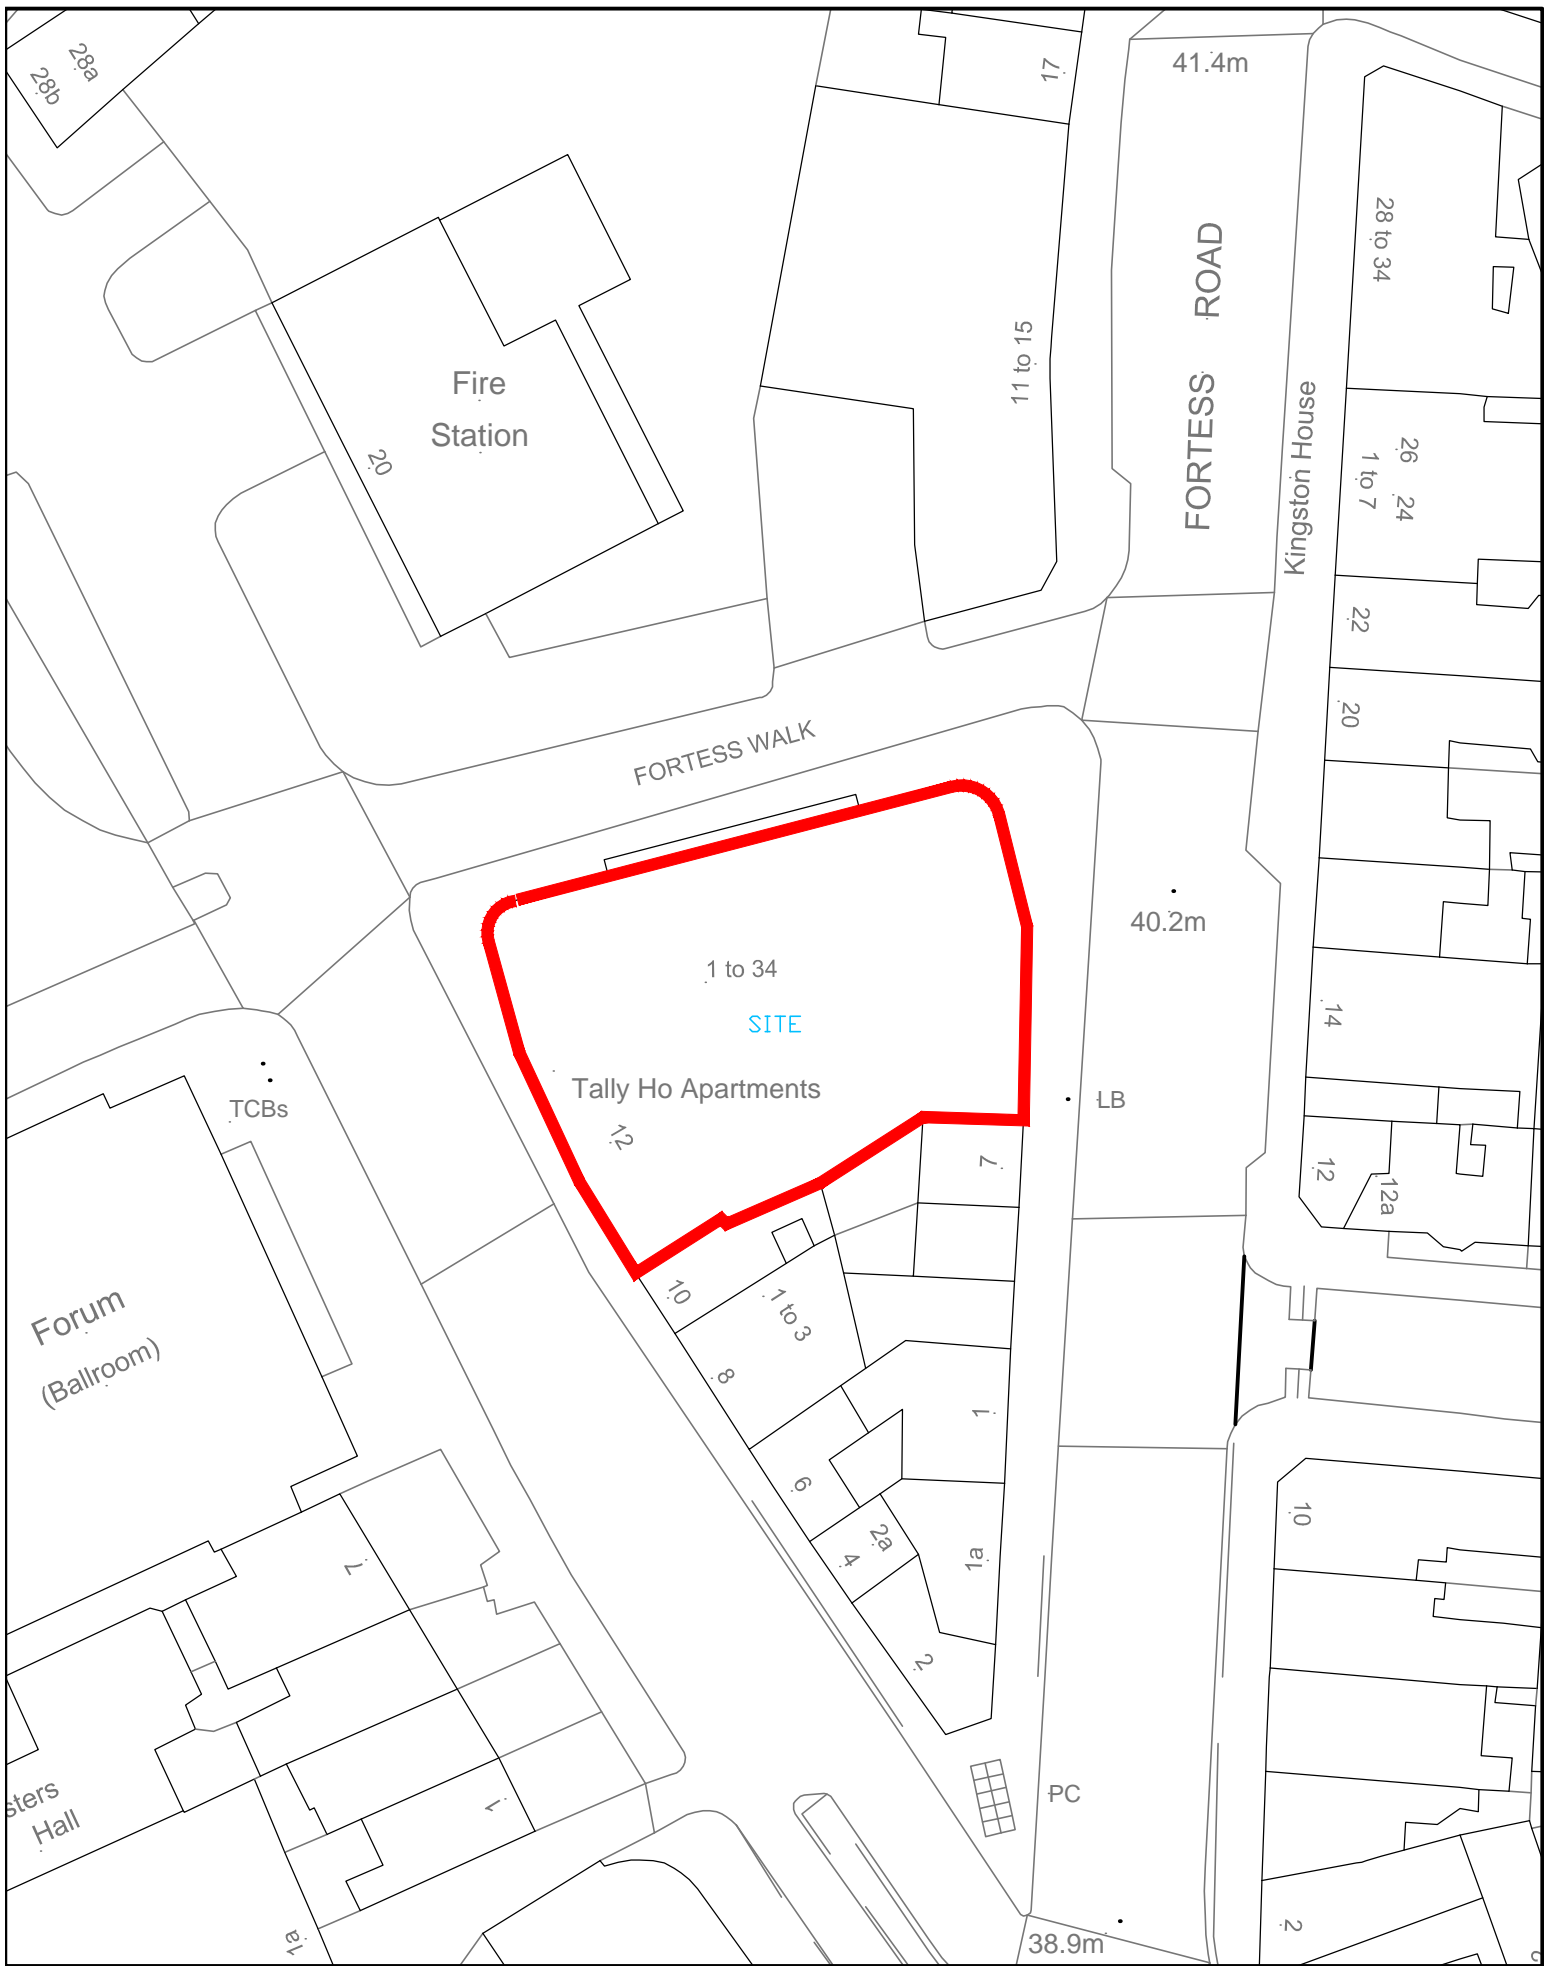 28a
28b
17
41.4m
28 to 34
FORTESS ROAD
Fire
Station
20
11 to 15
Kingston House
26
1 to 7
24
22
20
FORTESS WALK
40.2m
1 to 34
SITE
Tally Ho Apartments
12
14
TCBs
LB
7
12
12a
Forum
(Ballroom)
10
1 to 3
8
1
6
2a
4
1a
10
7
2
sters
Hall
1
PC
1a
38.9m
2